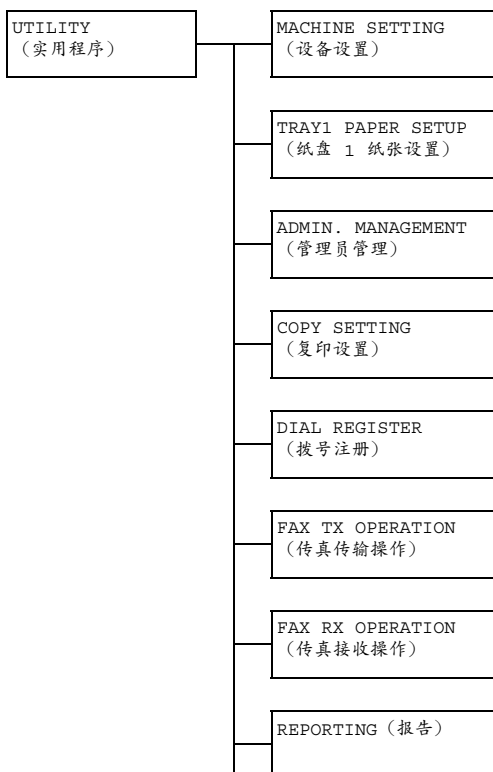 UTILITY
（实用程序）
MACHINE SETTING
（设备设置）
TRAY1 PAPER SETUP
（纸盘 1 纸张设置）
ADMIN. MANAGEMENT
（管理员管理）
COPY SETTING
（复印设置）
DIAL REGISTER
（拨号注册）
FAX TX OPERATION
（传真传输操作）
FAX RX OPERATION
（传真接收操作）
REPORTING（报告）